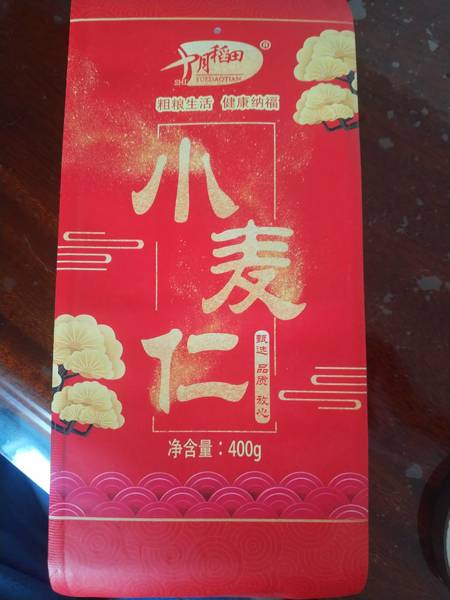 十月稻田
®
SHIYUEDAOTIAN
粗粮生活 健康纳福
小
麦
仁
甄选 品质 放心
净含量：400g